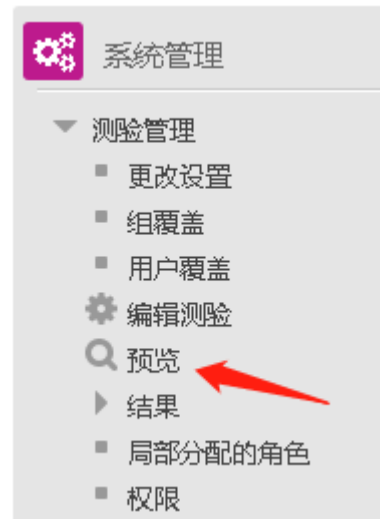 系统管理
测验管理
更改设置
组覆盖
用户覆盖
编辑测验
预览
结果
局部分配的角色
权限